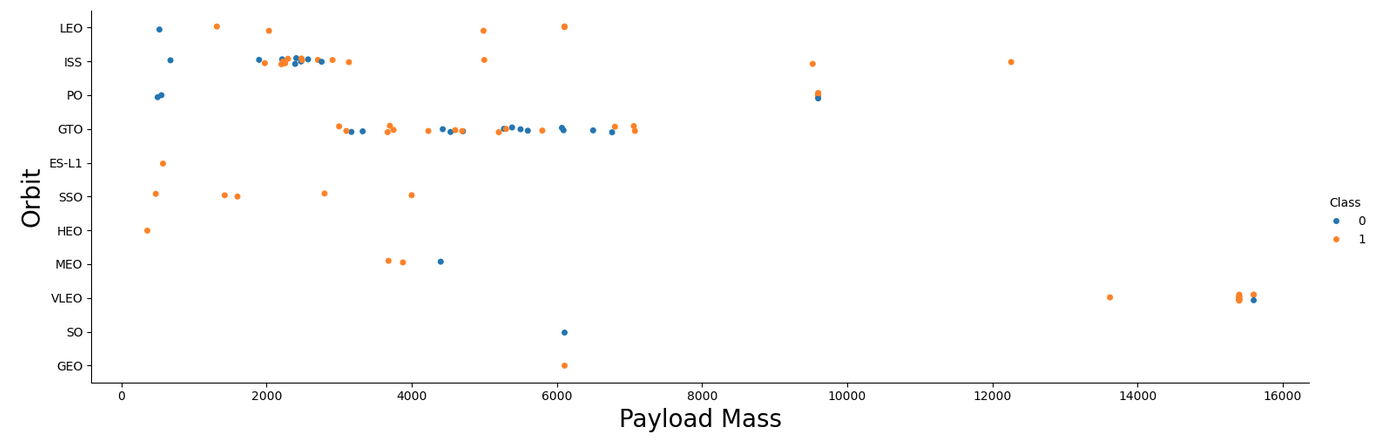 LEO
ISS
PO
GTO
ES-L1
SSO
HEO
MEO
VLEO
SO
GEO
Orbit
0 2000 4000 6000 8000 10000 12000 14000 16000
Payload Mass
Class
0
1